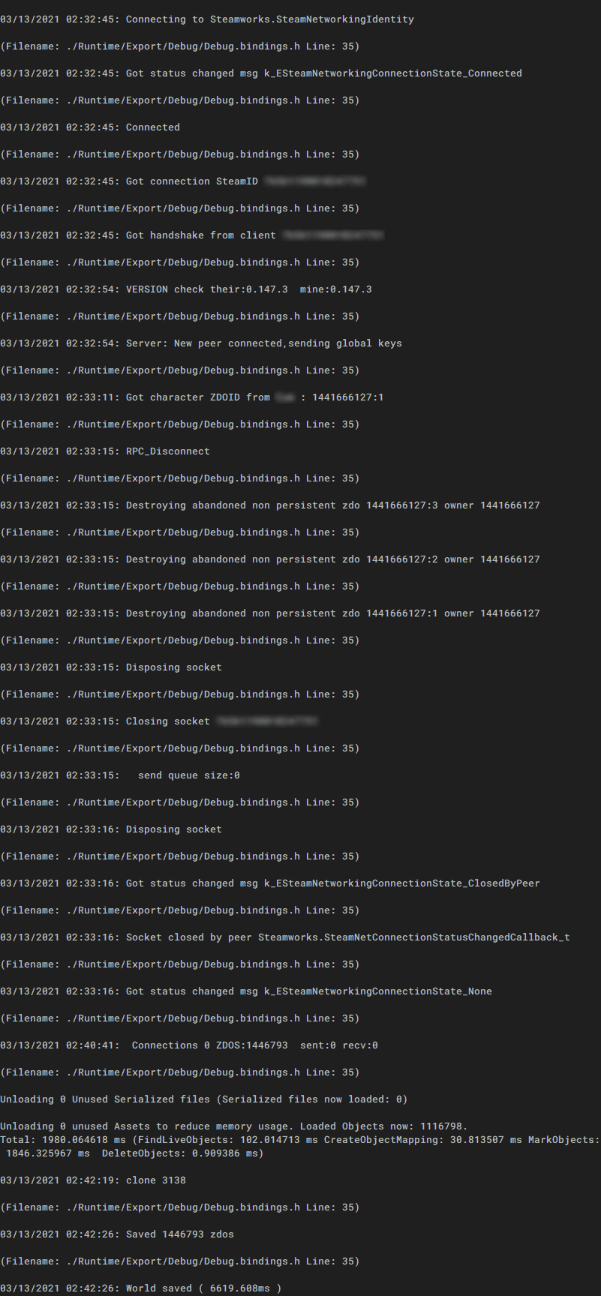 03/13/2021 02:32:45: Connecting to Steamworks.SteamNetworkingIdentity
(Filename: ./Runtime/Export/Debug/Debug.bindings.h Line: 35)
03/13/2021 02:32:45: Got status changed msg k_ESteamNetworkingConnectionState_Connected
(Filename: ./Runtime/Export/Debug/Debug.bindings.h Line: 35)
03/13/2021 02:32:45: Connected
(Filename: ./Runtime/Export/Debug/Debug.bindings.h Line: 35)
03/13/2021 02:32:45: Got connection SteamID
(Filename: ./Runtime/Export/Debug/Debug.bindings.h Line: 35)
03/13/2021 02:32:45: Got handshake from client
(Filename: ./Runtime/Export/Debug/Debug.bindings.h Line: 35)
03/13/2021 02:32:54: VERSION check their:0.147.3  mine:0.147.3
(Filename: ./Runtime/Export/Debug/Debug.bindings.h Line: 35)
03/13/2021 02:32:54: Server: New peer connected,sending global keys
(Filename: ./Runtime/Export/Debug/Debug.bindings.h Line: 35)
03/13/2021 02:33:11: Got character ZDOID from : 1441666127:1
(Filename: ./Runtime/Export/Debug/Debug.bindings.h Line: 35)
03/13/2021 02:33:15: RPC_Disconnect
(Filename: ./Runtime/Export/Debug/Debug.bindings.h Line: 35)
03/13/2021 02:33:15: Destroying abandoned non persistent zdo 1441666127:3 owner 1441666127
(Filename: ./Runtime/Export/Debug/Debug.bindings.h Line: 35)
03/13/2021 02:33:15: Destroying abandoned non persistent zdo 1441666127:2 owner 1441666127
(Filename: ./Runtime/Export/Debug/Debug.bindings.h Line: 35)
03/13/2021 02:33:15: Destroying abandoned non persistent zdo 1441666127:1 owner 1441666127
(Filename: ./Runtime/Export/Debug/Debug.bindings.h Line: 35)
03/13/2021 02:33:15: Disposing socket
(Filename: ./Runtime/Export/Debug/Debug.bindings.h Line: 35)
03/13/2021 02:33:15: Closing socket
(Filename: ./Runtime/Export/Debug/Debug.bindings.h Line: 35)
03/13/2021 02:33:15:   send queue size:0
(Filename: ./Runtime/Export/Debug/Debug.bindings.h Line: 35)
03/13/2021 02:33:16: Disposing socket
(Filename: ./Runtime/Export/Debug/Debug.bindings.h Line: 35)
03/13/2021 02:33:16: Got status changed msg k_ESteamNetworkingConnectionState_ClosedByPeer
(Filename: ./Runtime/Export/Debug/Debug.bindings.h Line: 35)
03/13/2021 02:33:16: Socket closed by peer Steamworks.SteamNetConnectionStatusChangedCallback_t
(Filename: ./Runtime/Export/Debug/Debug.bindings.h Line: 35)
03/13/2021 02:33:16: Got status changed msg k_ESteamNetworkingConnectionState_None
(Filename: ./Runtime/Export/Debug/Debug.bindings.h Line: 35)
03/13/2021 02:40:41:  Connections 0 ZDOS:1446793  sent:0 recv:0
(Filename: ./Runtime/Export/Debug/Debug.bindings.h Line: 35)
Unloading 0 Unused Serialized files (Serialized files now loaded: 0)
Unloading 0 unused Assets to reduce memory usage. Loaded Objects now: 1116798.
Total: 1980.064618 ms (FindLiveObjects: 102.014713 ms CreateObjectMapping: 30.813507 ms MarkObjects:
1846.325967 ms  DeleteObjects: 0.909386 ms)
03/13/2021 02:42:19: clone 3138
(Filename: ./Runtime/Export/Debug/Debug.bindings.h Line: 35)
03/13/2021 02:42:26: Saved 1446793 zdos
(Filename: ./Runtime/Export/Debug/Debug.bindings.h Line: 35)
03/13/2021 02:42:26: World saved ( 6619.608ms )